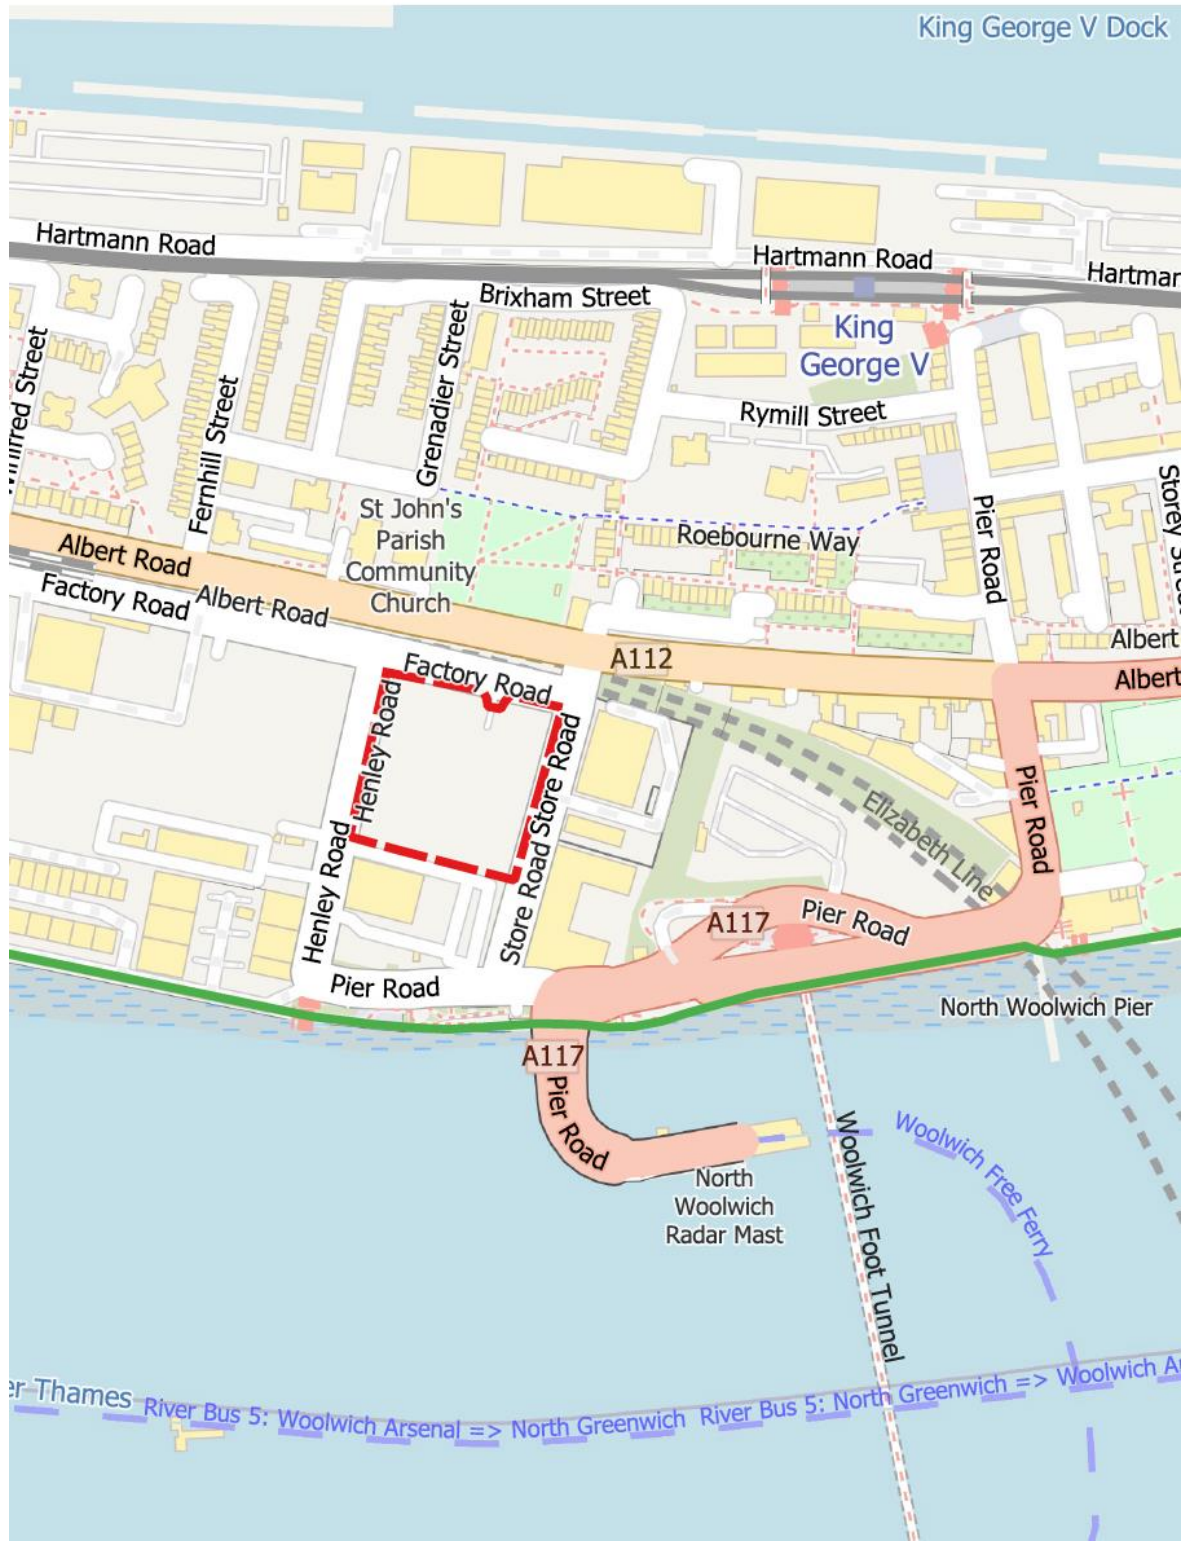 King George V Dock
Hartmann Road
Hartmann Road
Hartmar
Brixham Street
King
George V
Winifred Street
Fernhill Street
Grenadier Street
Rymill Street
Storey Stre
St John's
Parish
Community
Church
Pier Road
Roebourne Way
Albert Road
Factory Road
Albert Road
A112
Albert
Albert
Factory Road
Henley Road
Store Road
Henley Road
Store Road
Elizabeth Line
Pier Road
A117
Pier Road
Pier Road
North Woolwich Pier
A117
Pier Road
North
Woolwich
Radar Mast
Woolwich Foot Tunnel
Woolwich Free Ferry
er Thames
River Bus 5: Woolwich Arsenal => North Greenwich
River Bus 5: North Greenwich => Woolwich A